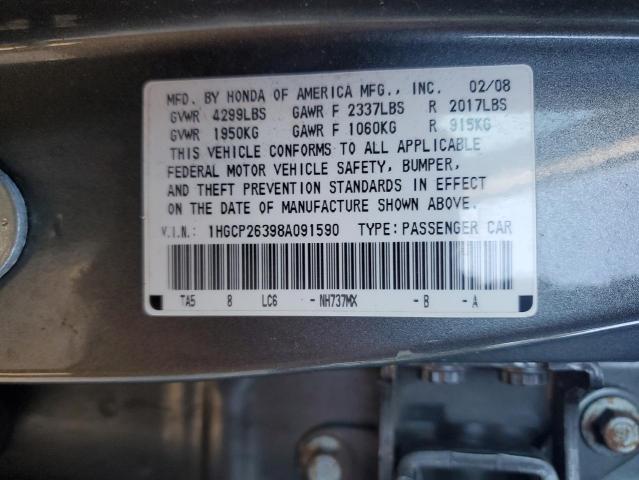 MFD. BY HONDA OF AMERICA MFG., INC. 02/08
GVWR 4299LBS GAWR F 2337LBS R 2017LBS
GVWR 1950KG GAWR F 1060KG R 915KG
THIS VEHICLE CONFORMS TO ALL APPLICABLE
FEDERAL MOTOR VEHICLE SAFETY, BUMPER,
AND THEFT PREVENTION STANDARDS IN EFFECT
ON THE DATE OF MANUFACTURE SHOWN ABOVE.
V.I.N.: 1HGCP26398A091590 TYPE: PASSENGER CAR
TA5 8 LC6 - NH737MX - B - A